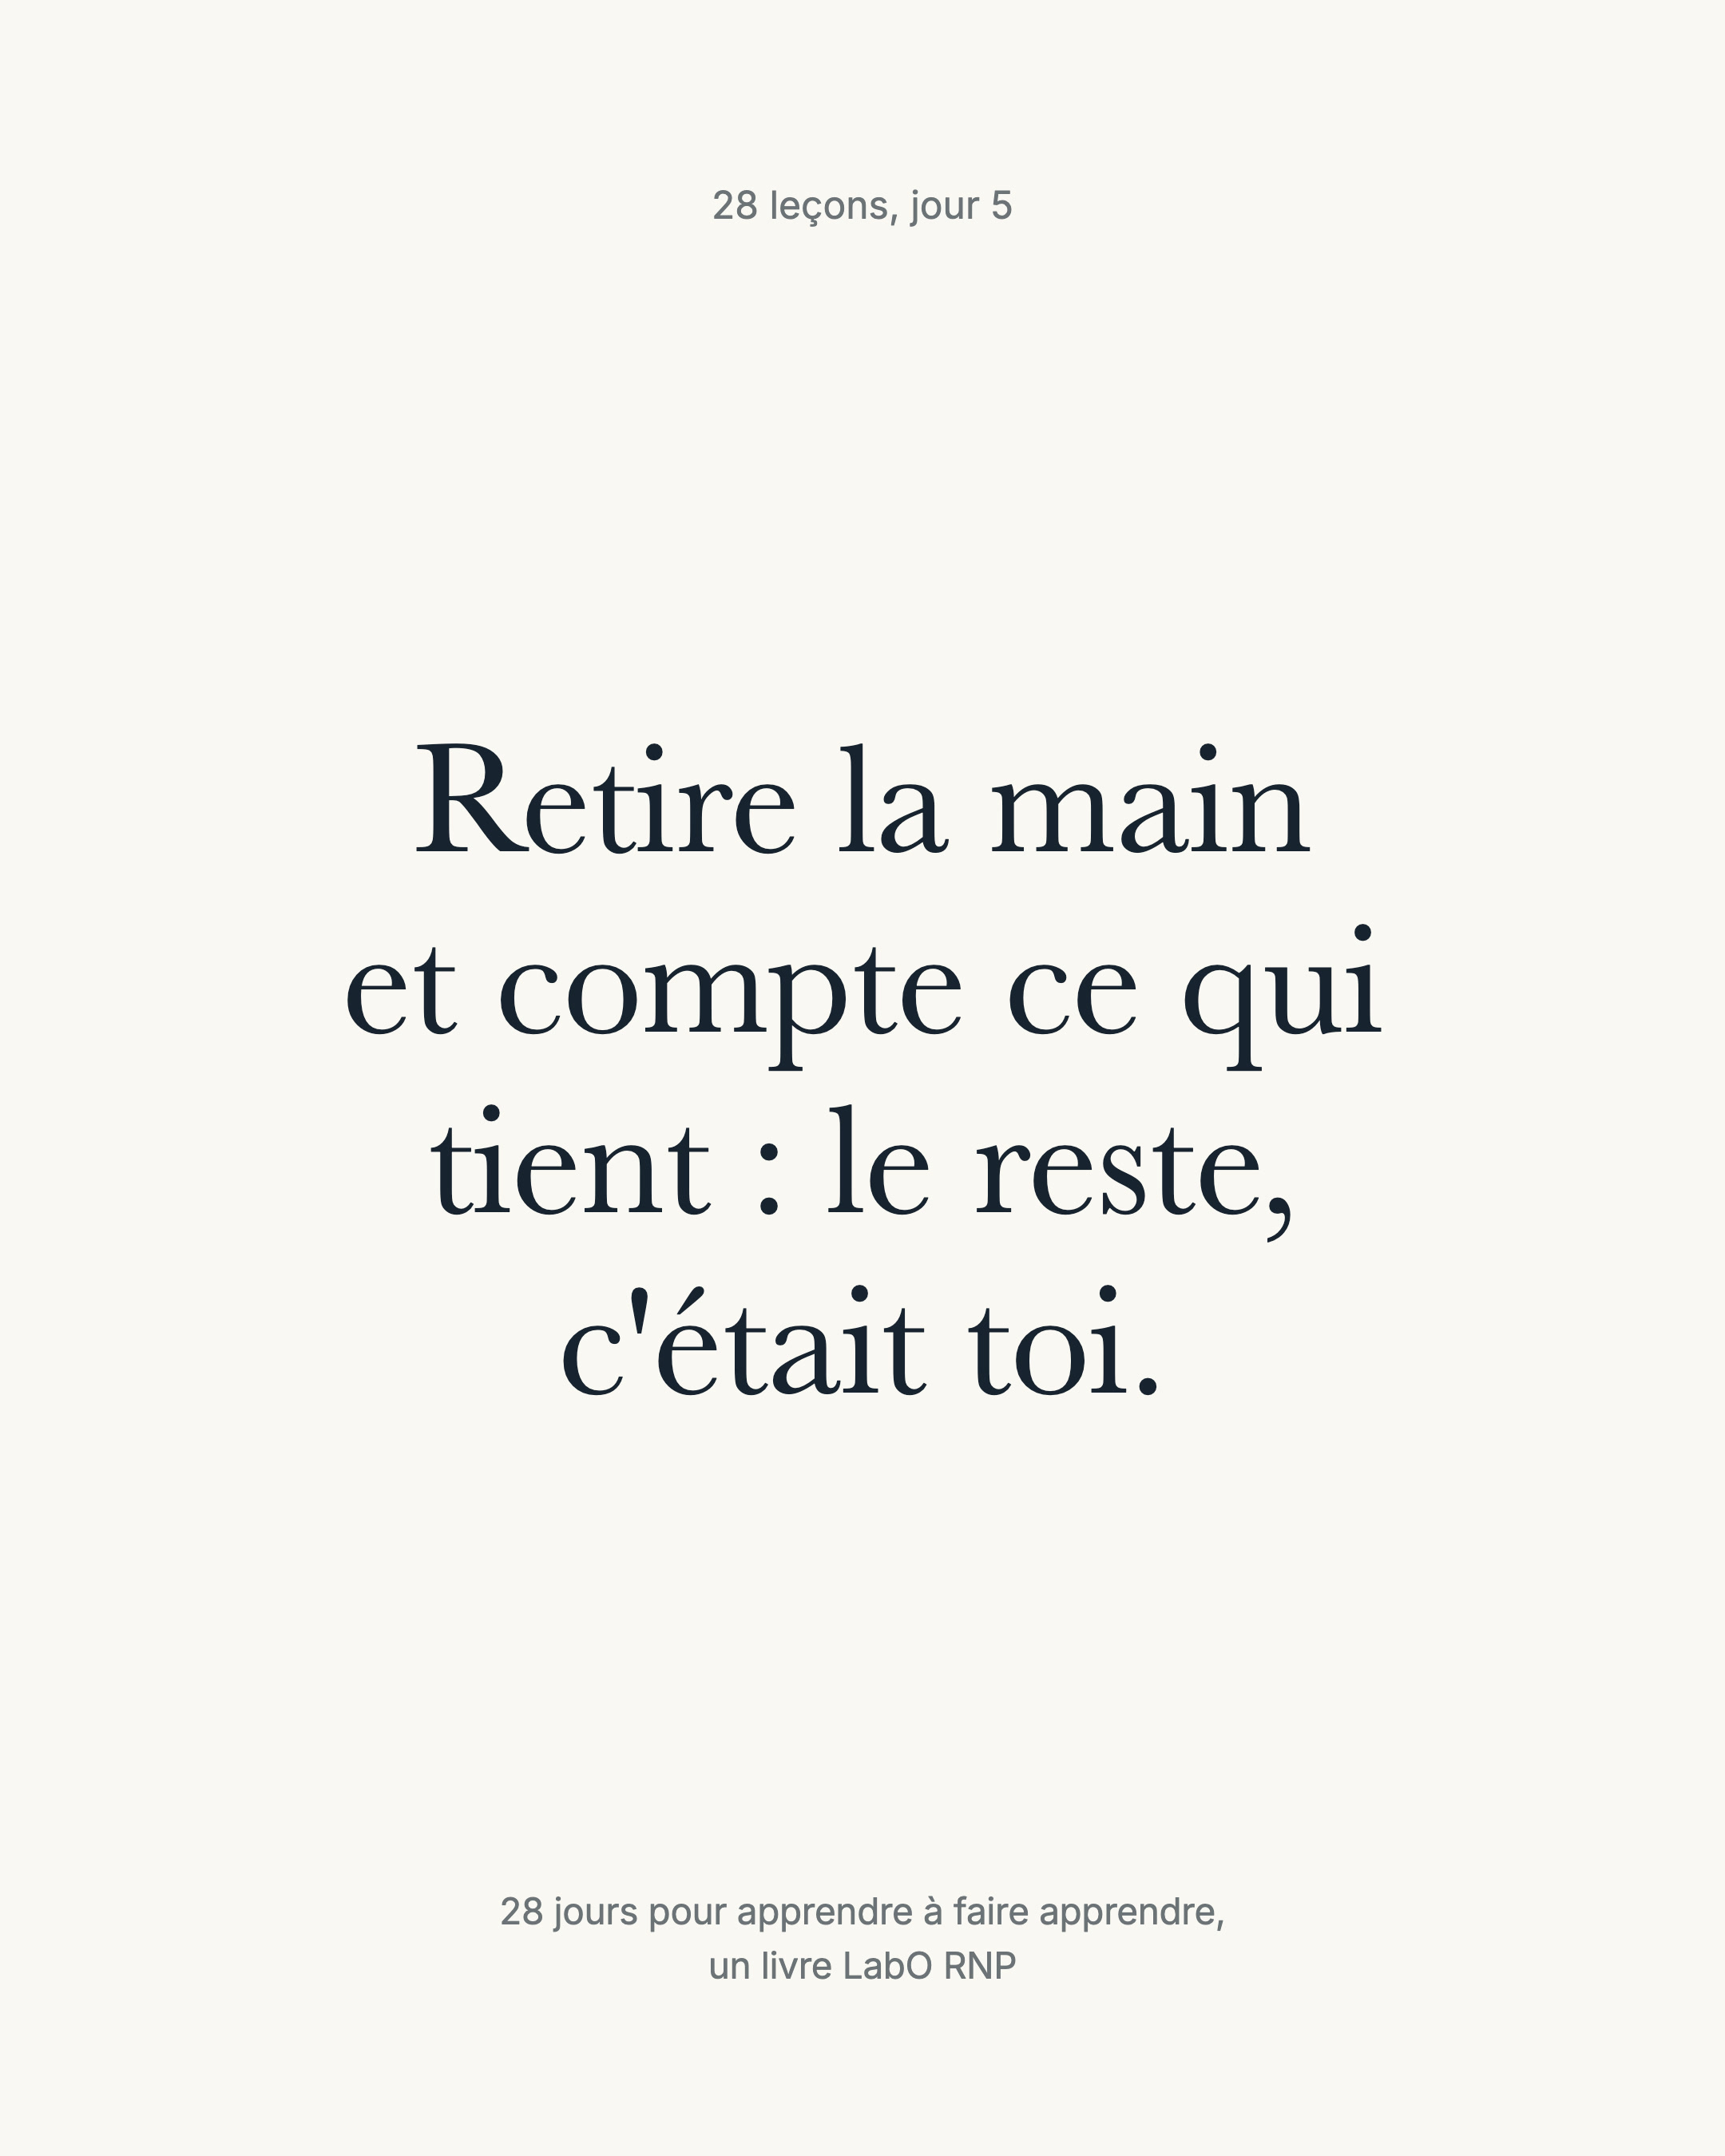 28 leçons, jour 5
Retire la main
et compte ce qui
tient : le reste,
c'était toi.
28 jours pour apprendre à faire apprendre,
un livre LabO RNP